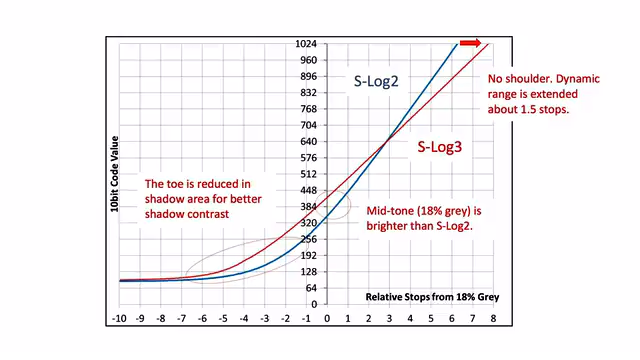 1024
960
896
832
768
704
640
576
512
448
384
320
256
192
128
64
0
10bit Code Value
S-Log2
No shoulder. Dynamic
range is extended
about 1.5 stops.
S-Log3
The toe is reduced in
shadow area for better
shadow contrast
Mid-tone (18% grey) is
brighter than S-Log2.
Relative Stops from 18% Grey
-10 -9 -8 -7 -6 -5 -4 -3 -2 -1 0 1 2 3 4 5 6 7 8